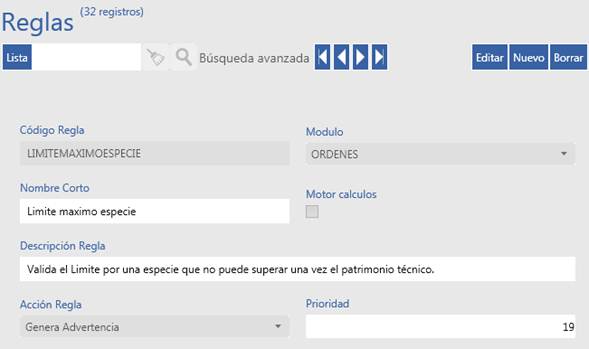 Reglas (32 registros)
Lista Búsqueda avanzada Editar Nuevo Borrar
Código Regla Modulo
LIMITEMAXIMOESPECIE ORDENES
Nombre Corto Motor calculos
Limite maximo especie
Descripción Regla
Valida el Limite por una especie que no puede superar una vez el patrimonio técnico.
Acción Regla Prioridad
Genera Advertencia 19